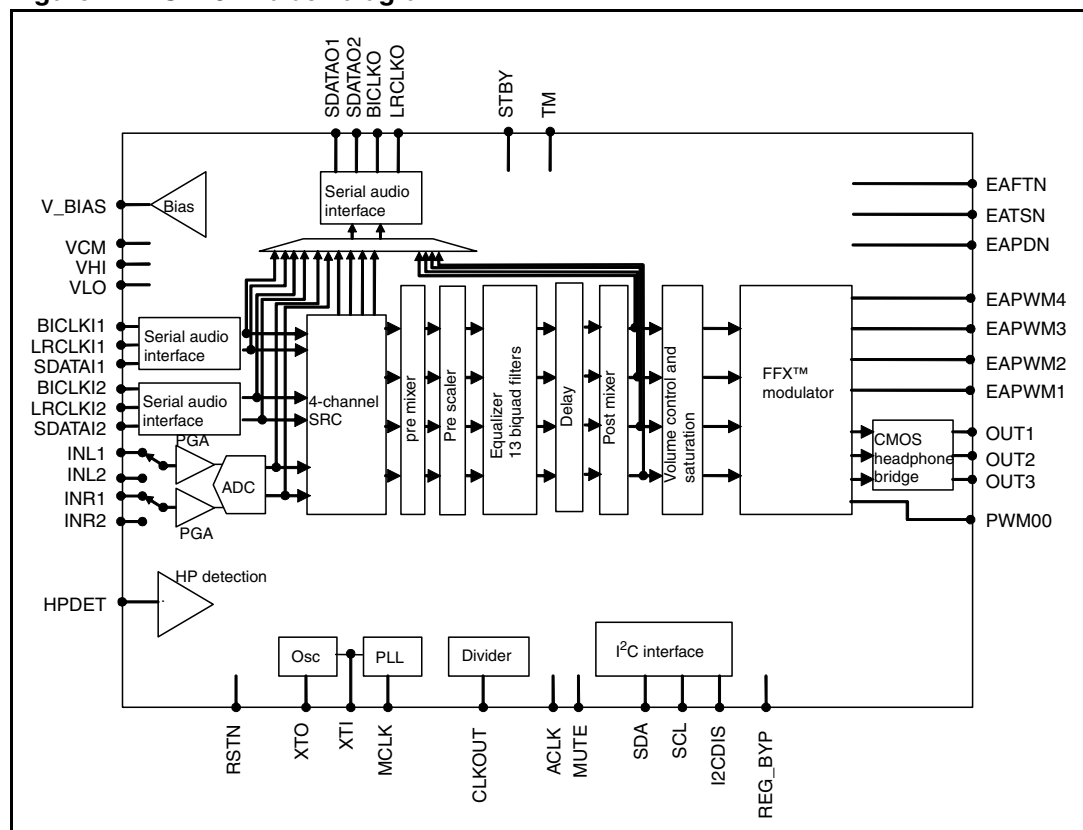 SDATAO1
SDATAO2
BICLKO
LRCLKO
STBY
TM
V_BIAS
Bias
Serial audio
interface
EAFTN
EATSN
EAPDN
VCM
VHI
VLO
BICLKI1
LRCLKI1
SDATAI1
Serial audio
interface
BICLKI2
LRCLKI2
SDATAI2
Serial audio
interface
PGA
INL1
INL2
INR1
INR2
ADC
PGA
4-channel
SRC
pre mixer
Pre scaler
Equalizer
13 biquad filters
Delay
Post mixer
Volume control and
saturation
FFX™
modulator
EAPWM4
EAPWM3
EAPWM2
EAPWM1
CMOS
headphone
bridge
OUT1
OUT2
OUT3
PWM00
HPDET
HP detection
Osc
PLL
Divider
I²C interface
RSTN
XTO
XTI
MCLK
CLKOUT
ACLK
MUTE
SDA
SCL
I2CDIS
REG_BYP